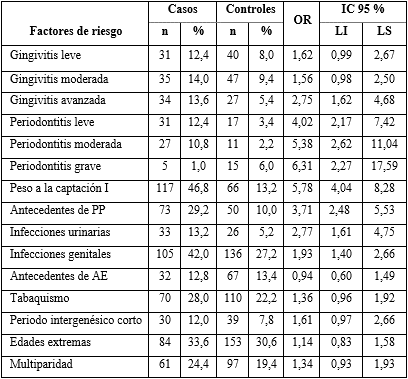 Factores de riesgo Casos Controles OR IC 95 %
n % n % LI LS
Gingivitis leve 31 12,4 40 8,0 1,62 0,99 2,67
Gingivitis moderada 35 14,0 47 9,4 1,56 0,98 2,50
Gingivitis avanzada 34 13,6 27 5,4 2,75 1,62 4,68
Periodontitis leve 31 12,4 17 3,4 4,02 2,17 7,42
Periodontitis moderada 27 10,8 11 2,2 5,38 2,62 11,04
Periodontitis grave 5 1,0 15 6,0 6,31 2,27 17,59
Peso a la captación I 117 46,8 66 13,2 5,78 4,04 8,28
Antecedentes de PP 73 29,2 50 10,0 3,71 2,48 5,53
Infecciones urinarias 33 13,2 26 5,2 2,77 1,61 4,75
Infecciones genitales 105 42,0 136 27,2 1,93 1,40 2,66
Antecedentes de AE 32 12,8 67 13,4 0,94 0,60 1,49
Tabaquismo 70 28,0 110 22,2 1,36 0,96 1,92
Periodo intergenésico corto 30 12,0 39 7,8 1,61 0,97 2,66
Edades extremas 84 33,6 153 30,6 1,14 0,83 1,58
Multiparidad 61 24,4 97 19,4 1,34 0,93 1,93